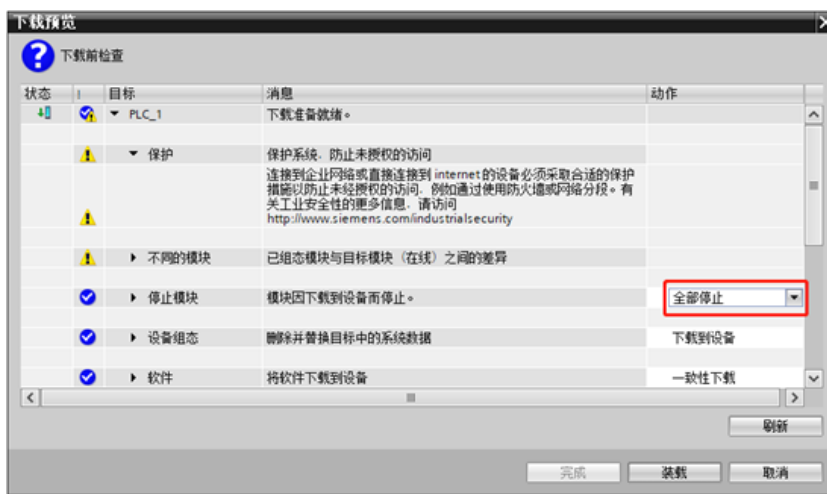 下载预览
下载前检查
状态 ! 目标 消息 动作
PLC_1 下载准备就绪。
保护 保护系统，防止未授权的访问
连接到企业网络或直接连接到 internet 的设备必须采取合适的保护
措施以防止未经授权的访问，例如通过使用防火墙或网络分段。有
关工业安全性的更多信息，请访问
http://www.siemens.com/industrialsecurity
不同的模块 已组态模块与目标模块（在线）之间的差异
停止模块 模块因下载到设备而停止。 全部停止
设备组态 删除并替换目标中的系统数据 下载到设备
软件 将软件下载到设备 一致性下载
刷新
完成 装载 取消